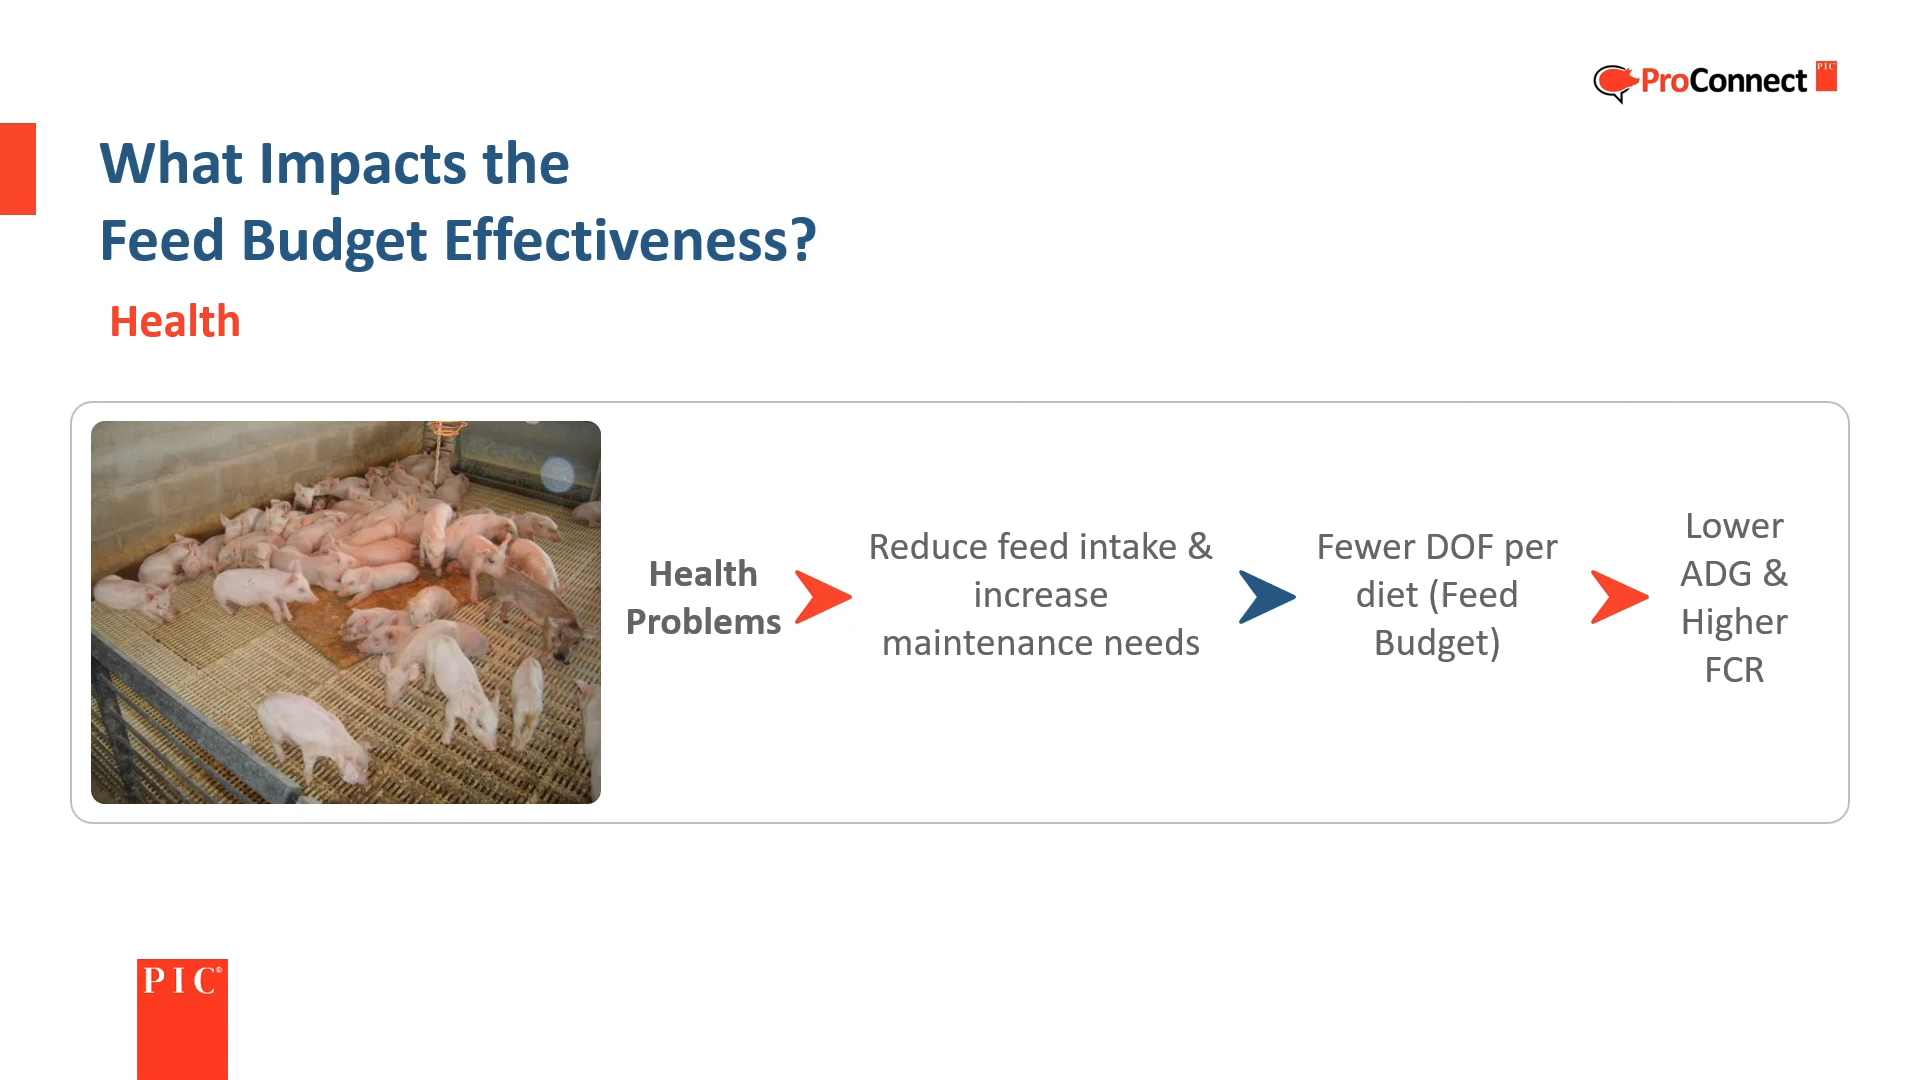 ProConnect PIC
What Impacts the
Feed Budget Effectiveness?
Health
Health
Problems
Reduce feed intake &
increase
maintenance needs
Fewer DOF per
diet (Feed
Budget)
Lower
ADG &
Higher
FCR
PIC®